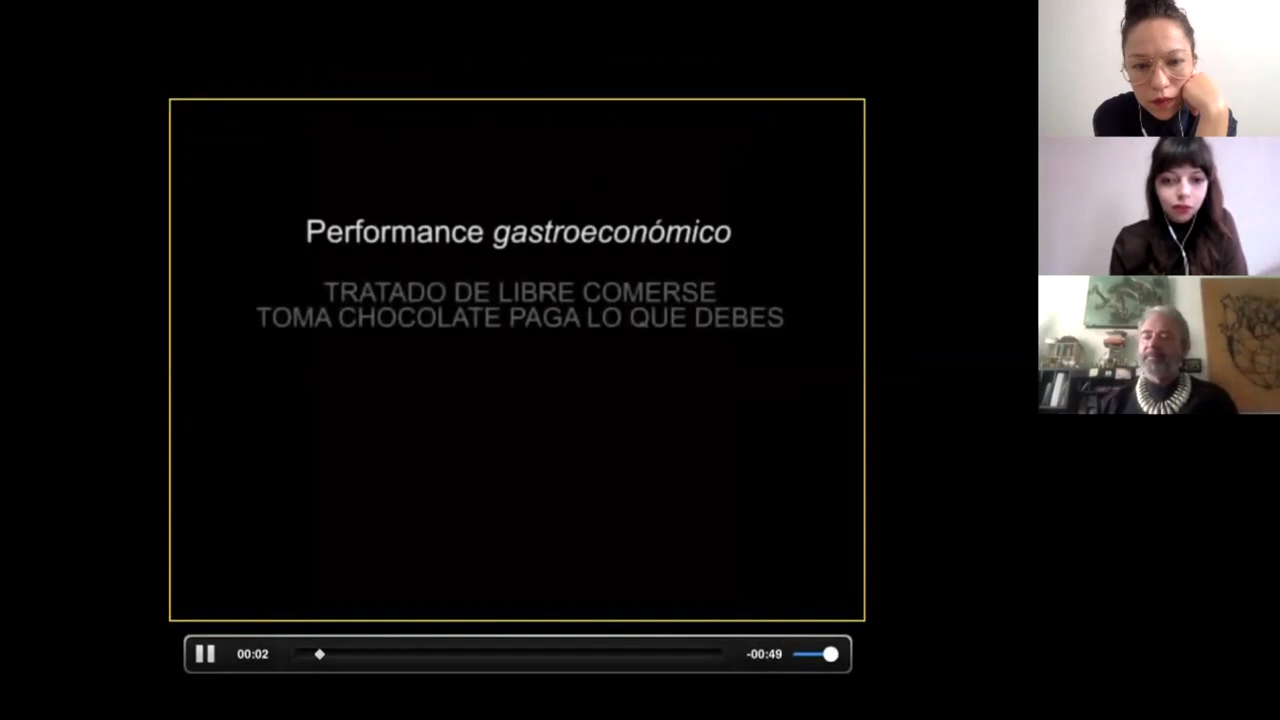 Performance gastroeconómico
TRATADO DE LIBRE COMERSE
TOMA CHOCOLATE PAGA LO QUE DEBES
00:02
-00:49